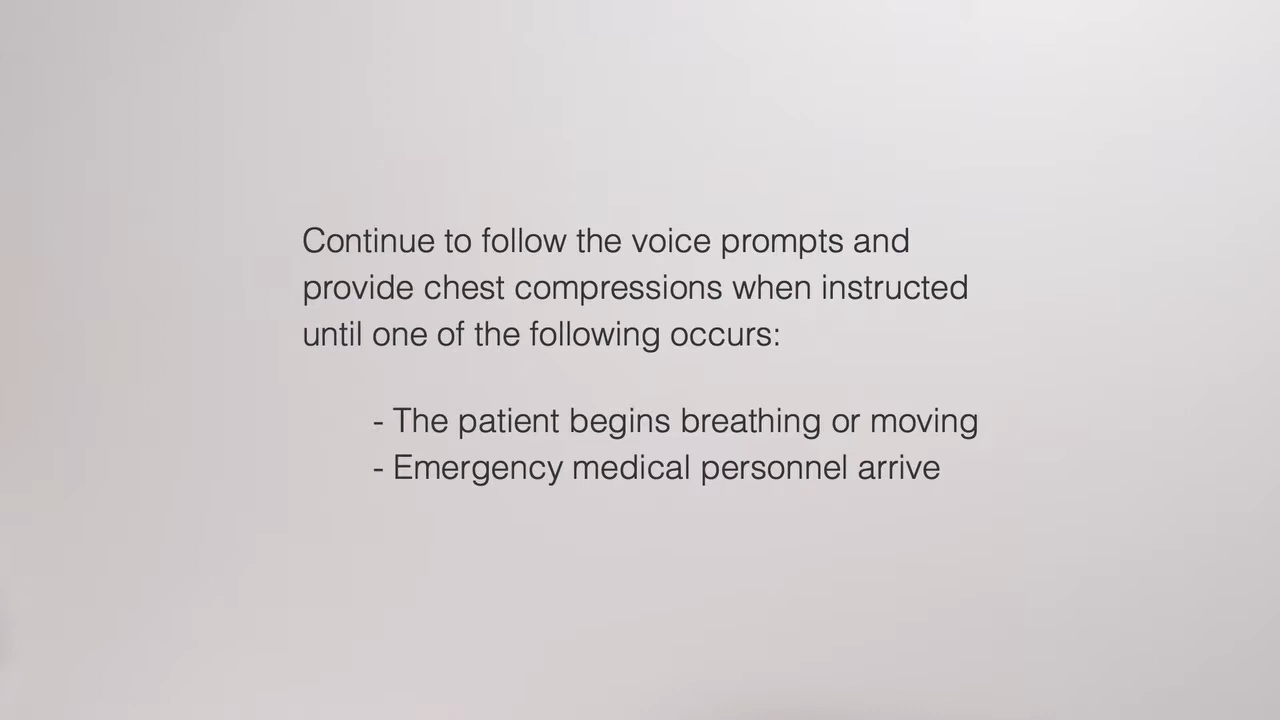 Continue to follow the voice prompts and
provide chest compressions when instructed
until one of the following occurs:
- The patient begins breathing or moving
- Emergency medical personnel arrive